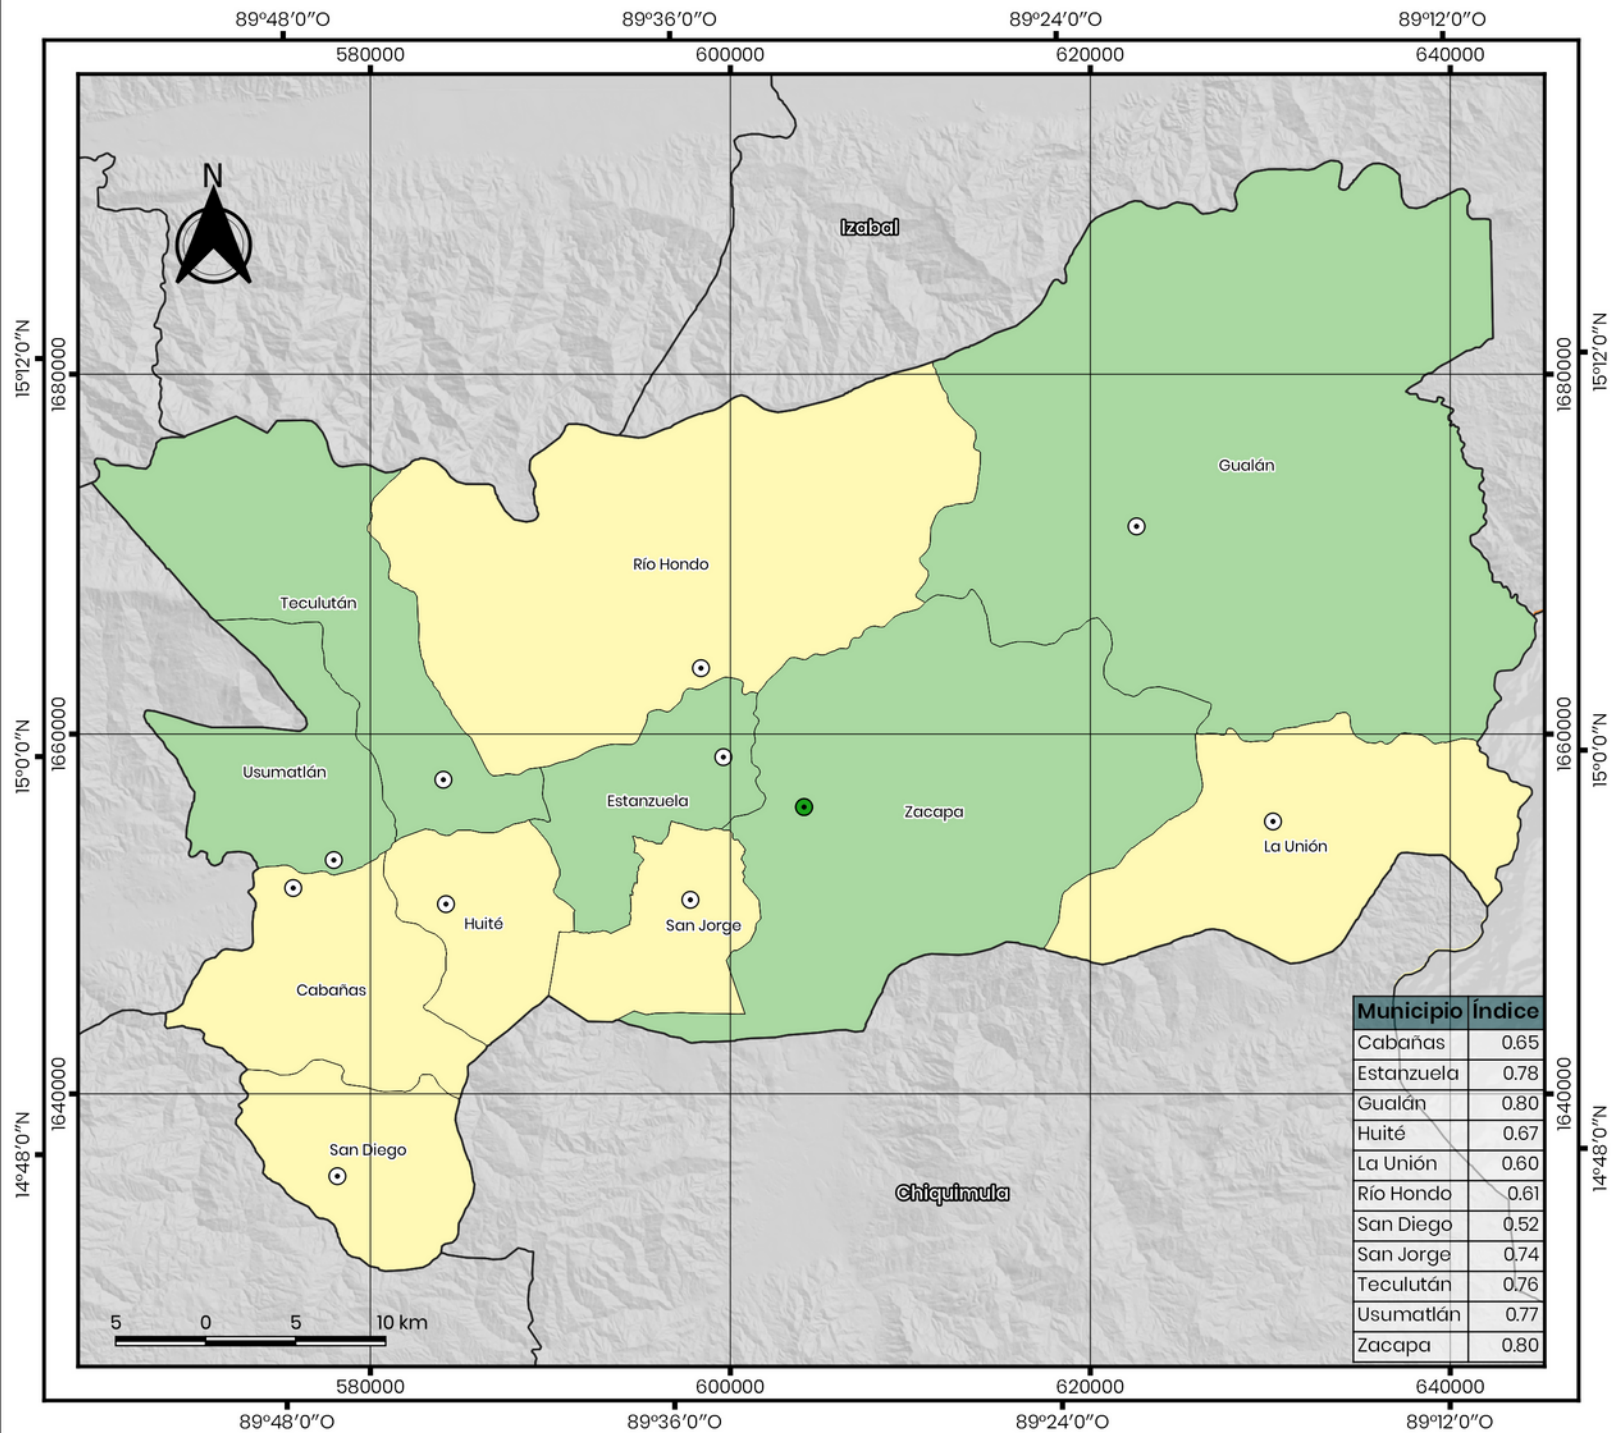 89°48'0"O 89°36'0"O 89°24'0"O 89°12'0"O
580000 600000 620000 640000
N
Izabal
15°12'0"N 1680000 1680000 15°12'0"N
Gualán
Río Hondo
Teculután
15°0'0"N 1660000 1660000 15°0'0"N
Usumatlán
Estanzuela
Zacapa
La Unión
Huité
San Jorge
Cabañas
Municipio Índice
Cabañas 0.65
Estanzuela 0.78
Gualán 0.80
Huité 0.67
La Unión 0.60
Río Hondo 0.61
San Diego 0.52
San Jorge 0.74
Teculután 0.76
Usumatlán 0.77
Zacapa 0.80
14°48'0"N 1640000 1640000 14°48'0"N
San Diego
Chiquimula
5 0 5 10 km
580000 600000 620000 640000
89°48'0"O 89°36'0"O 89°24'0"O 89°12'0"O